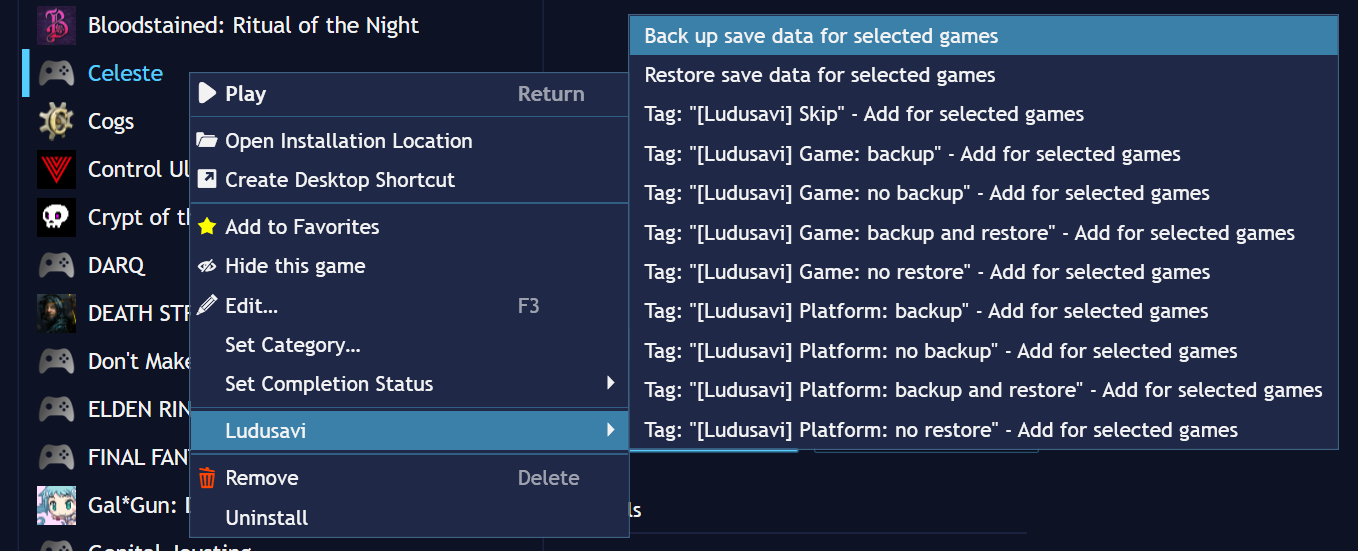 Bloodstained: Ritual of the Night
Celeste
Cogs
Control Ul
Crypt of th
DARQ
DEATH STR
Don't Make
ELDEN RIN
FINAL FANT
Gal*Gun: D
Genital Jousting
Play Return
Open Installation Location
Create Desktop Shortcut
Add to Favorites
Hide this game
Edit... F3
Set Category...
Set Completion Status
Ludusavi
Remove Delete
Uninstall
Back up save data for selected games
Restore save data for selected games
Tag: "[Ludusavi] Skip" - Add for selected games
Tag: "[Ludusavi] Game: backup" - Add for selected games
Tag: "[Ludusavi] Game: no backup" - Add for selected games
Tag: "[Ludusavi] Game: backup and restore" - Add for selected games
Tag: "[Ludusavi] Game: no restore" - Add for selected games
Tag: "[Ludusavi] Platform: backup" - Add for selected games
Tag: "[Ludusavi] Platform: no backup" - Add for selected games
Tag: "[Ludusavi] Platform: backup and restore" - Add for selected games
Tag: "[Ludusavi] Platform: no restore" - Add for selected games
ls